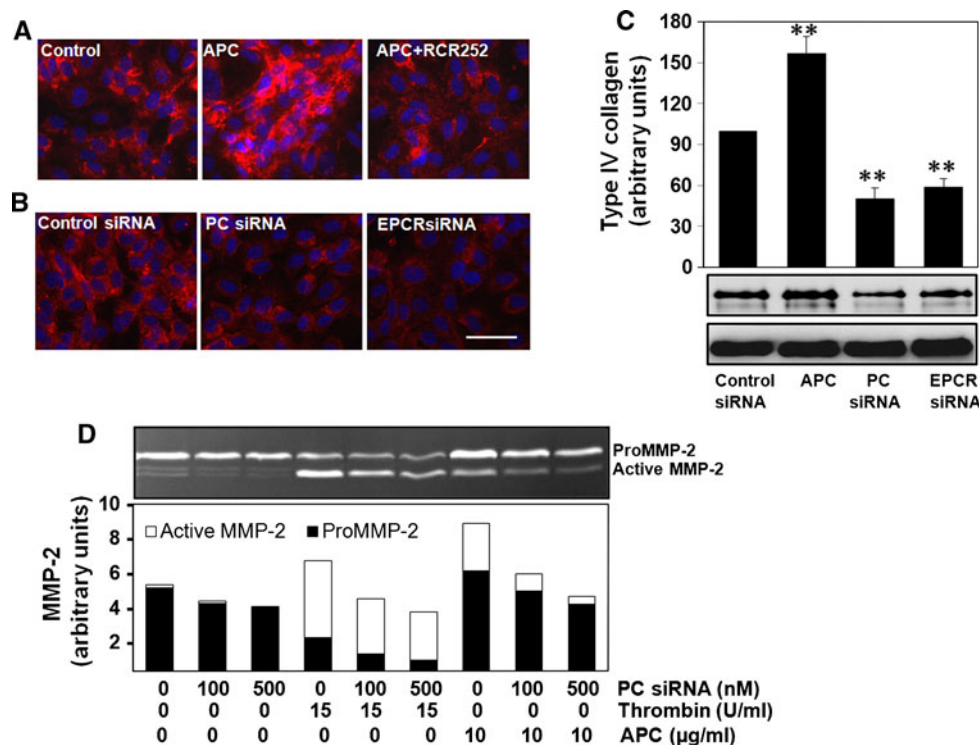 A
Control
APC
APC+RCR252
B
Control siRNA
PC siRNA
EPCRsiRNA
C
Type IV collagen
(arbitrary units)
180
150
120
90
60
30
0
**
**
**
Control
siRNA
APC
PC
siRNA
EPCR
siRNA
D
ProMMP-2
Active MMP-2
MMP-2
(arbitrary units)
10
8
6
4
2
Active MMP-2
ProMMP-2
0 100 500 0 100 500 0 100 500 PC siRNA (nM)
0 0 0 15 15 15 0 0 0 Thrombin (U/ml)
0 0 0 0 0 0 10 10 10 APC (µg/ml)